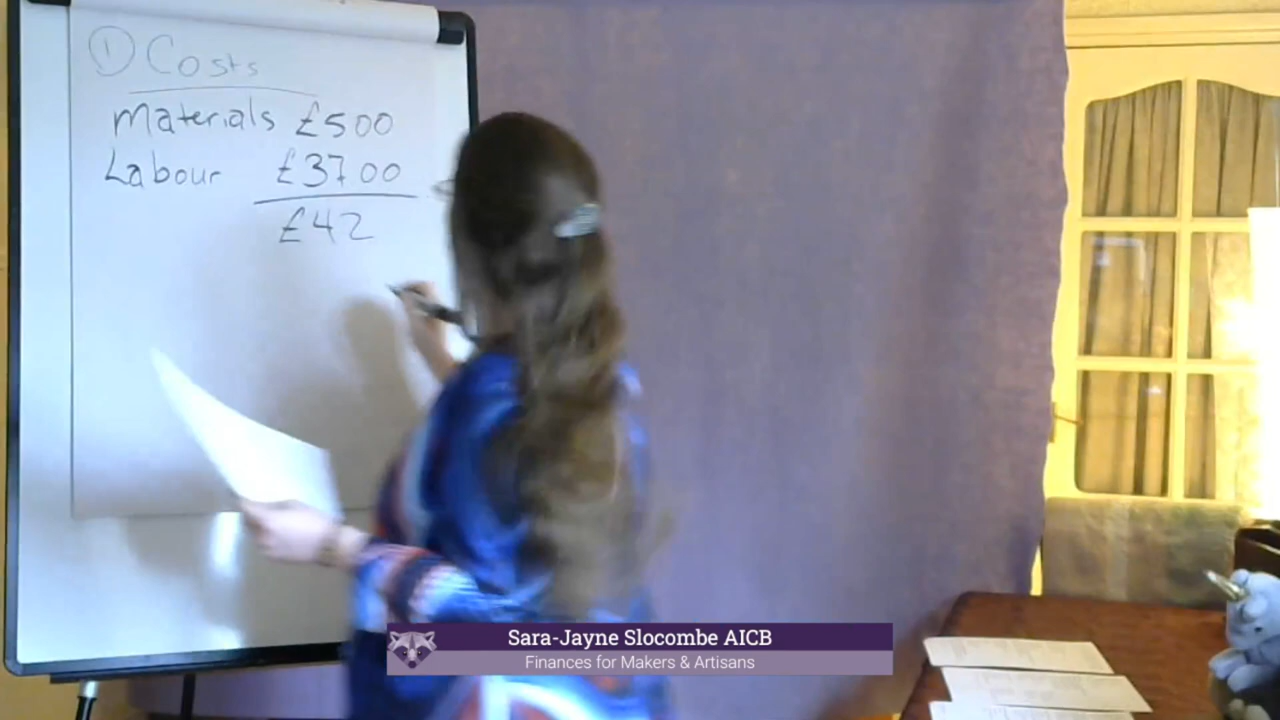 ① Costs
Materials £500
Labour £3700
£42
Sara-Jayne Slocombe AICB
Finances for Makers & Artisans